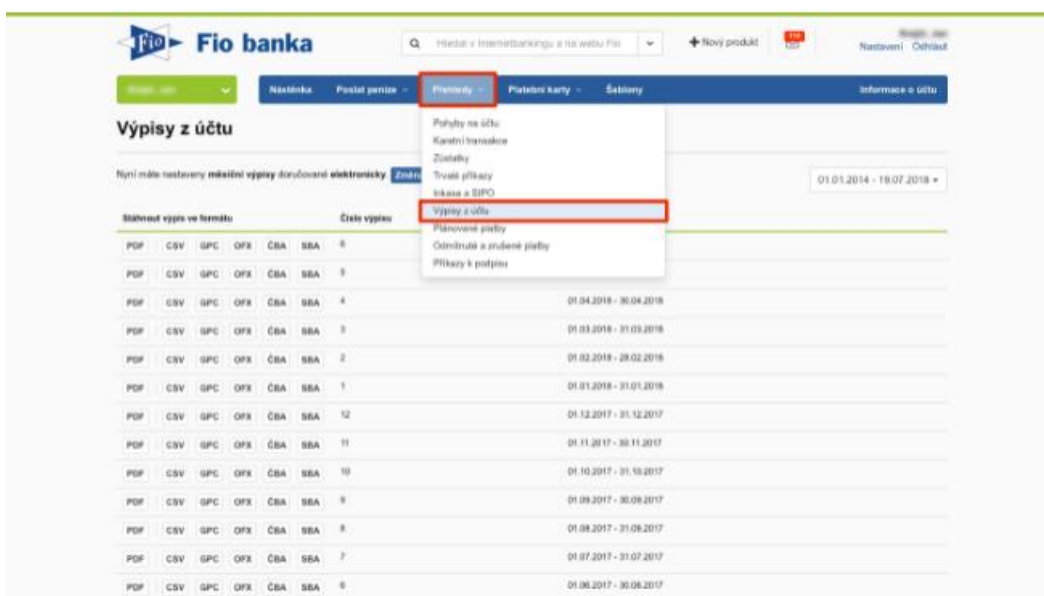 Fio Fio banka
Hledat v Internetbankingu a na webu Fio
Nový produkt
Nastavení Odhlásit
Nástěnka Poslat peníze Přehledy Platební karty Šablony Informace o účtu
Výpisy z účtu
Pohyby na účtu
Karetní transakce
Zůstatky
Nyní máte nastaveny měsíční výpisy doručované elektronicky.
Trvalé příkazy
01.01.2014 - 19.07.2018
Inkasa a SIPO
Stáhnout výpis ve formátu Číslo výpisu
Výpisy z účtu
Plánované platby
Odmítnuté a zrušené platby
Příkazy k podpisu
PDF CSV GPC OFX ČBA SBA 6
PDF CSV GPC OFX ČBA SBA 5
PDF CSV GPC OFX ČBA SBA 4 01.04.2018 - 30.04.2018
PDF CSV GPC OFX ČBA SBA 3 01.03.2018 - 31.03.2018
PDF CSV GPC OFX ČBA SBA 2 01.02.2018 - 28.02.2018
PDF CSV GPC OFX ČBA SBA 1 01.01.2018 - 31.01.2018
PDF CSV GPC OFX ČBA SBA 12 01.12.2017 - 31.12.2017
PDF CSV GPC OFX ČBA SBA 11 01.11.2017 - 30.11.2017
PDF CSV GPC OFX ČBA SBA 10 01.10.2017 - 31.10.2017
PDF CSV GPC OFX ČBA SBA 9 01.09.2017 - 30.09.2017
PDF CSV GPC OFX ČBA SBA 8 01.08.2017 - 31.08.2017
PDF CSV GPC OFX ČBA SBA 7 01.07.2017 - 31.07.2017
PDF CSV GPC OFX ČBA SBA 6 01.06.2017 - 30.06.2017